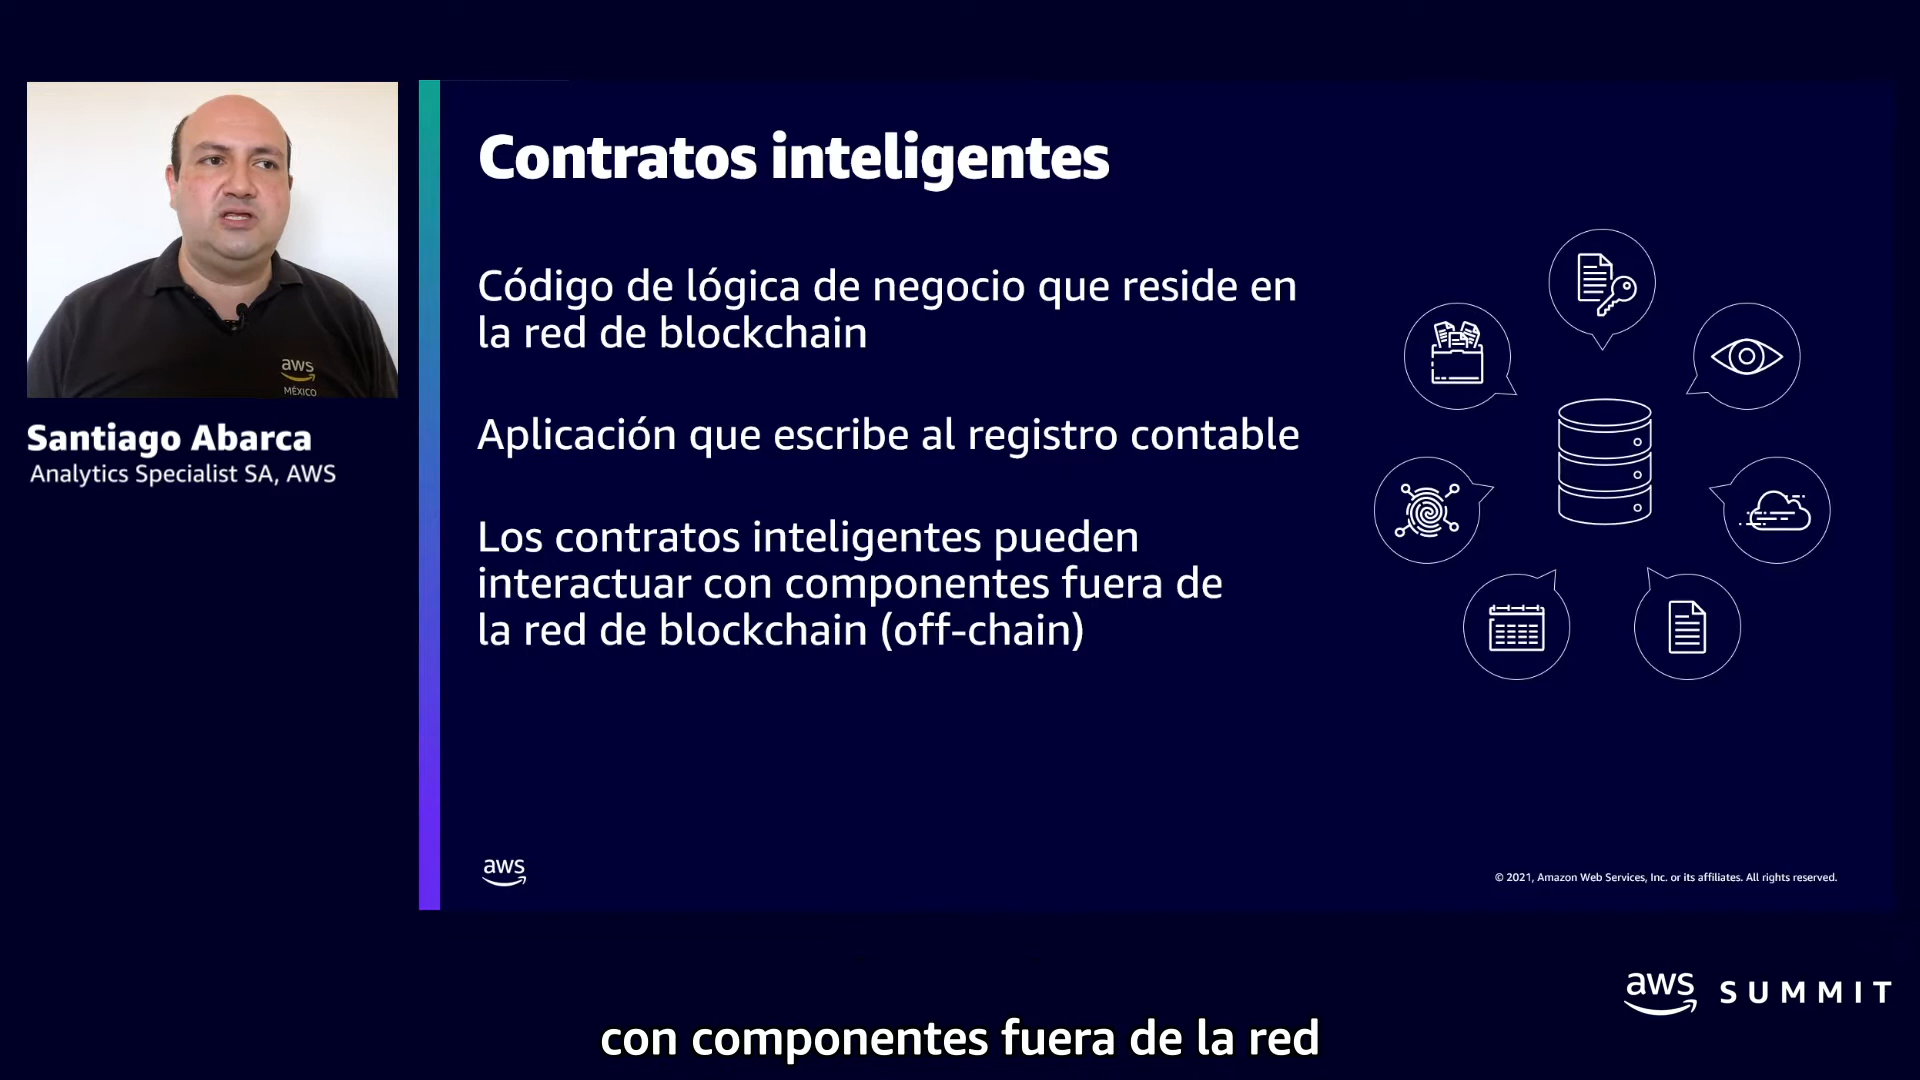 Contratos inteligentes
Código de lógica de negocio que reside en
la red de blockchain
Aplicación que escribe al registro contable
Los contratos inteligentes pueden
interactuar con componentes fuera de
la red de blockchain (off-chain)
aws
MÉXICO
Santiago Abarca
Analytics Specialist SA, AWS
aws
© 2021, Amazon Web Services, Inc. or its affiliates. All rights reserved.
aws SUMMIT
con componentes fuera de la red